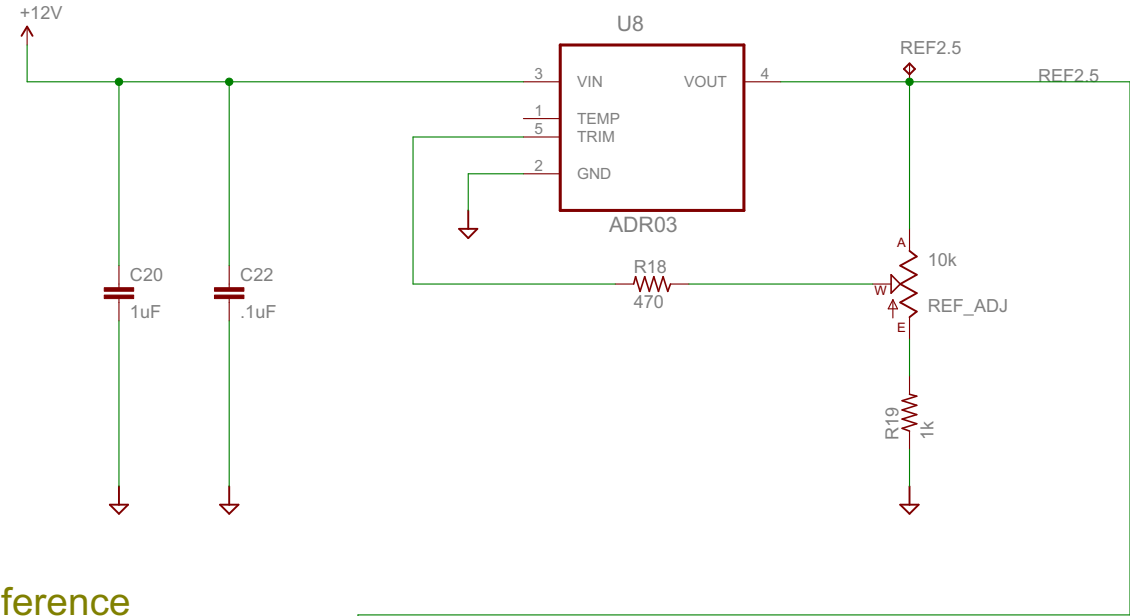 +12V
U8
REF2.5
REF2.5
3
VIN
VOUT
4
1
TEMP
5
TRIM
2
GND
ADR03
A
10k
R18
470
W
REF_ADJ
E
C20
1uF
C22
.1uF
R19
1k
ference